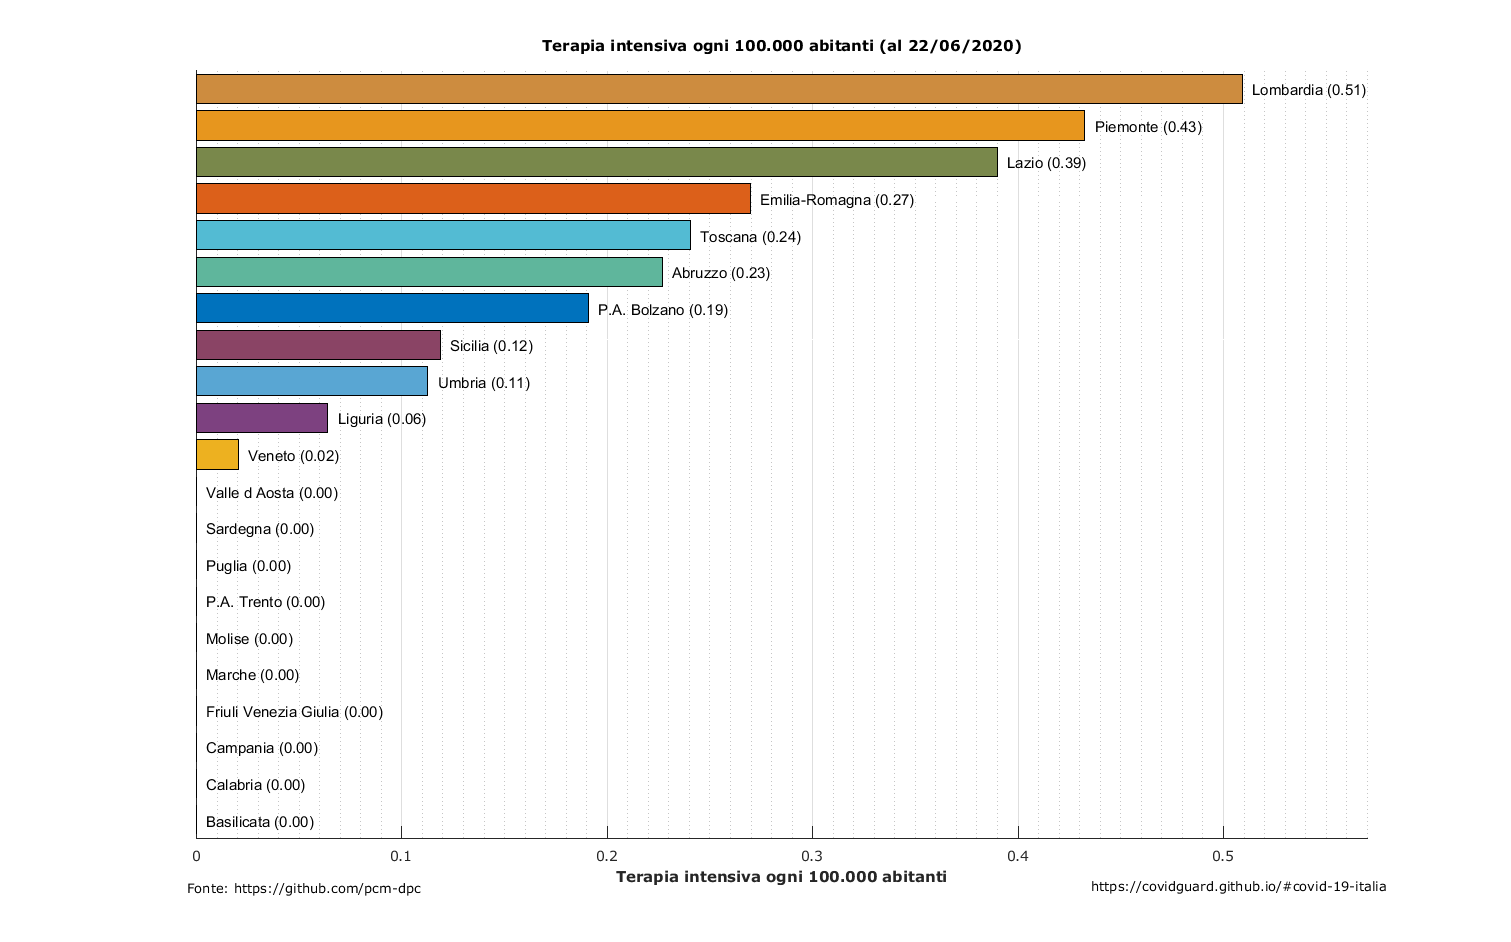 Terapia intensiva ogni 100.000 abitanti (al 22/06/2020)
Lombardia (0.51)
Piemonte (0.43)
Lazio (0.39)
Emilia-Romagna (0.27)
Toscana (0.24)
Abruzzo (0.23)
P.A. Bolzano (0.19)
Sicilia (0.12)
Umbria (0.11)
Liguria (0.06)
Veneto (0.02)
Valle d Aosta (0.00)
Sardegna (0.00)
Puglia (0.00)
P.A. Trento (0.00)
Molise (0.00)
Marche (0.00)
Friuli Venezia Giulia (0.00)
Campania (0.00)
Calabria (0.00)
Basilicata (0.00)
0 0.1 0.2 0.3 0.4 0.5
Terapia intensiva ogni 100.000 abitanti
Fonte: https://github.com/pcm-dpc
https://covidguard.github.io/#covid-19-italia